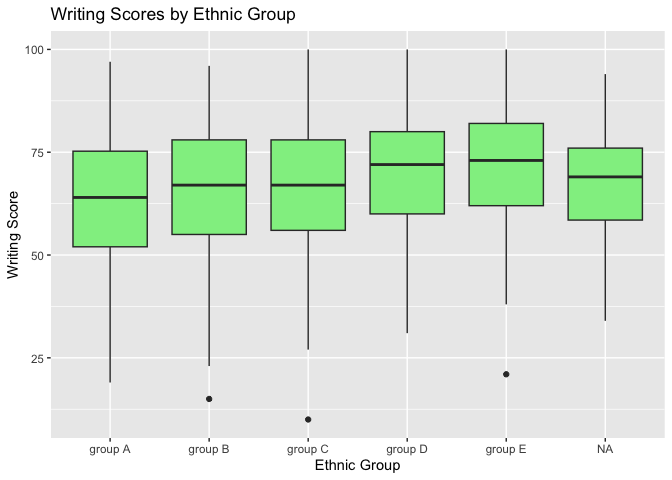 Writing Scores by Ethnic Group
100
75
50
25
Writing Score
group A group B group C group D group E NA
Ethnic Group